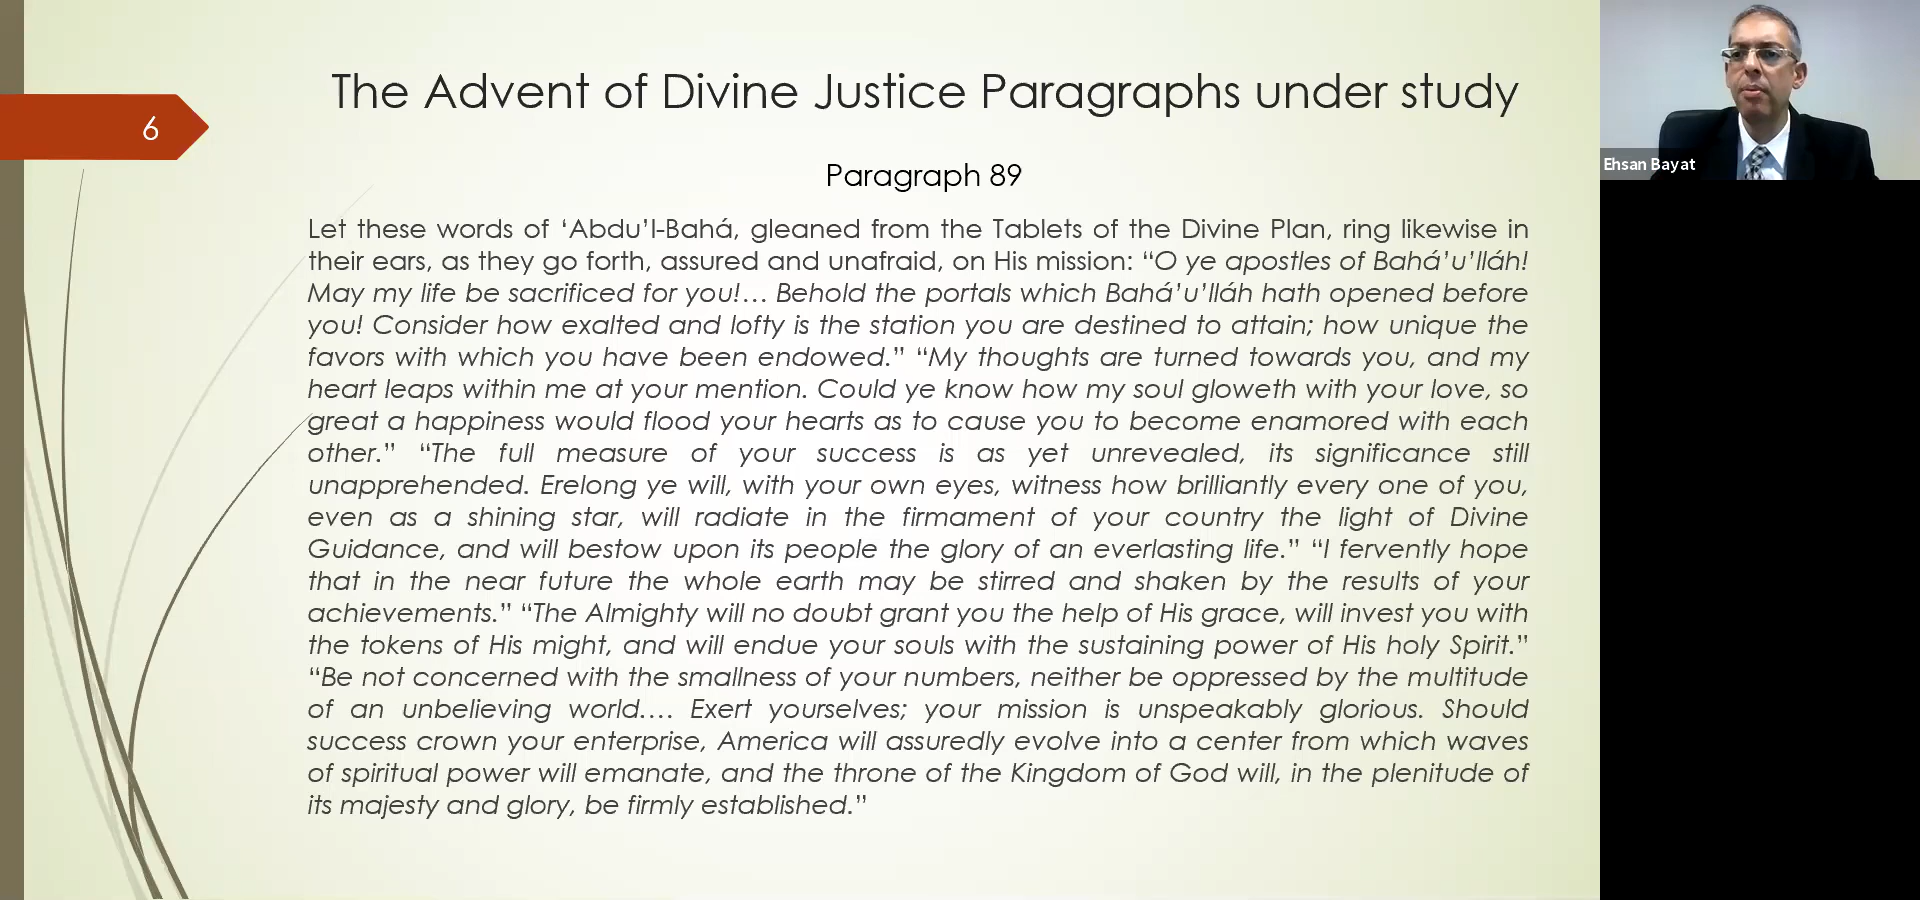 The Advent of Divine Justice Paragraphs under study
6
Paragraph 89
Let these words of ‘Abdu’l-Bahá, gleaned from the Tablets of the Divine Plan, ring likewise in
their ears, as they go forth, assured and unafraid, on His mission: “O ye apostles of Bahá’u’lláh!
May my life be sacrificed for you!… Behold the portals which Bahá’u’lláh hath opened before
you! Consider how exalted and lofty is the station you are destined to attain; how unique the
favors with which you have been endowed.” “My thoughts are turned towards you, and my
heart leaps within me at your mention. Could ye know how my soul gloweth with your love, so
great a happiness would flood your hearts as to cause you to become enamored with each
other.” “The full measure of your success is as yet unrevealed, its significance still
unapprehended. Erelong ye will, with your own eyes, witness how brilliantly every one of you,
even as a shining star, will radiate in the firmament of your country the light of Divine
Guidance, and will bestow upon its people the glory of an everlasting life.” “I fervently hope
that in the near future the whole earth may be stirred and shaken by the results of your
achievements.” “The Almighty will no doubt grant you the help of His grace, will invest you with
the tokens of His might, and will endue your souls with the sustaining power of His holy Spirit.”
“Be not concerned with the smallness of your numbers, neither be oppressed by the multitude
of an unbelieving world.… Exert yourselves; your mission is unspeakably glorious. Should
success crown your enterprise, America will assuredly evolve into a center from which waves
of spiritual power will emanate, and the throne of the Kingdom of God will, in the plenitude of
its majesty and glory, be firmly established.”
Ehsan Bayat